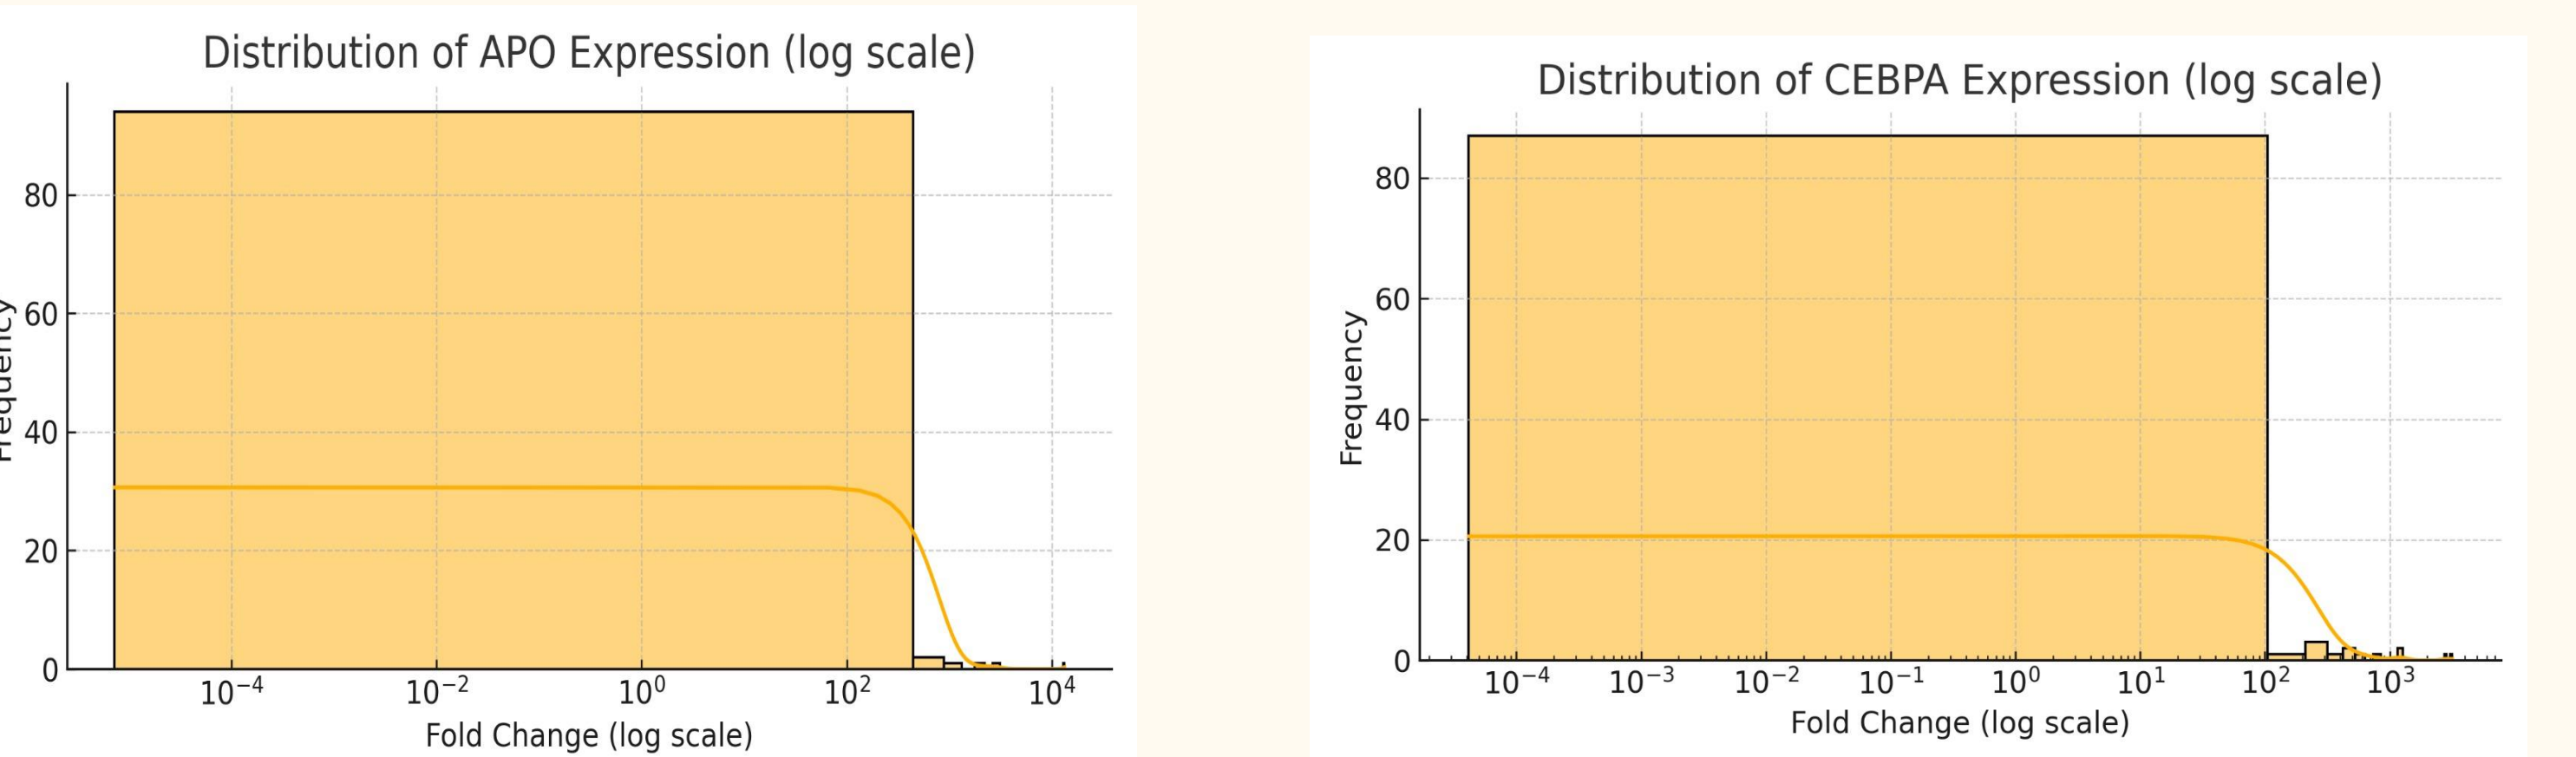 Distribution of APO Expression (log scale)
80
60
40
20
0
Frequency
10⁻⁴ 10⁻² 10⁰ 10² 10⁴
Fold Change (log scale)
Distribution of CEBPA Expression (log scale)
80
60
40
20
0
Frequency
10⁻⁴ 10⁻³ 10⁻² 10⁻¹ 10⁰ 10¹ 10² 10³
Fold Change (log scale)